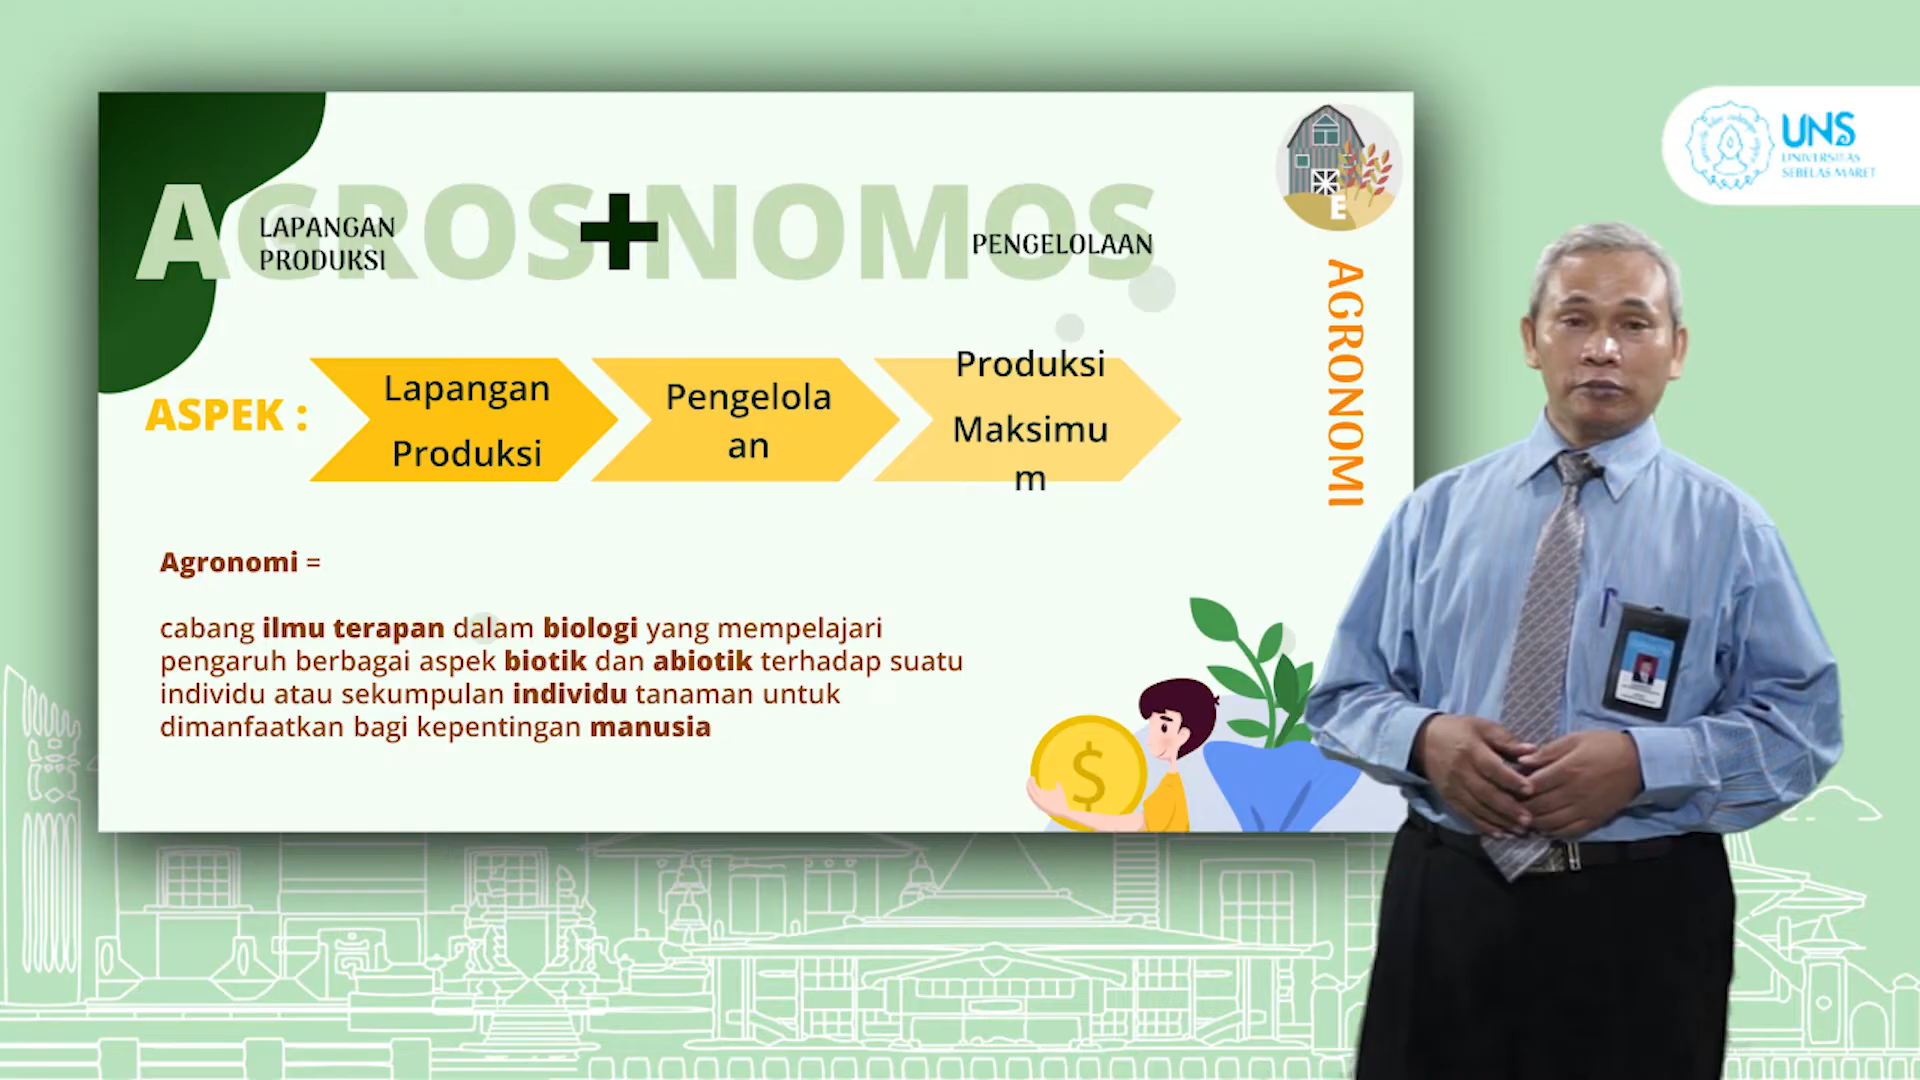 AGROS+NOMOS
LAPANGAN
PRODUKSI
PENGELOLAAN
E
AGRONOMI
UNS
UNIVERSITAS
SEBELAS MARET
ASPEK :
Lapangan
Produksi
Pengelola
an
Produksi
Maksimu
m
Agronomi =
cabang ilmu terapan dalam biologi yang mempelajari
pengaruh berbagai aspek biotik dan abiotik terhadap suatu
individu atau sekumpulan individu tanaman untuk
dimanfaatkan bagi kepentingan manusia
$